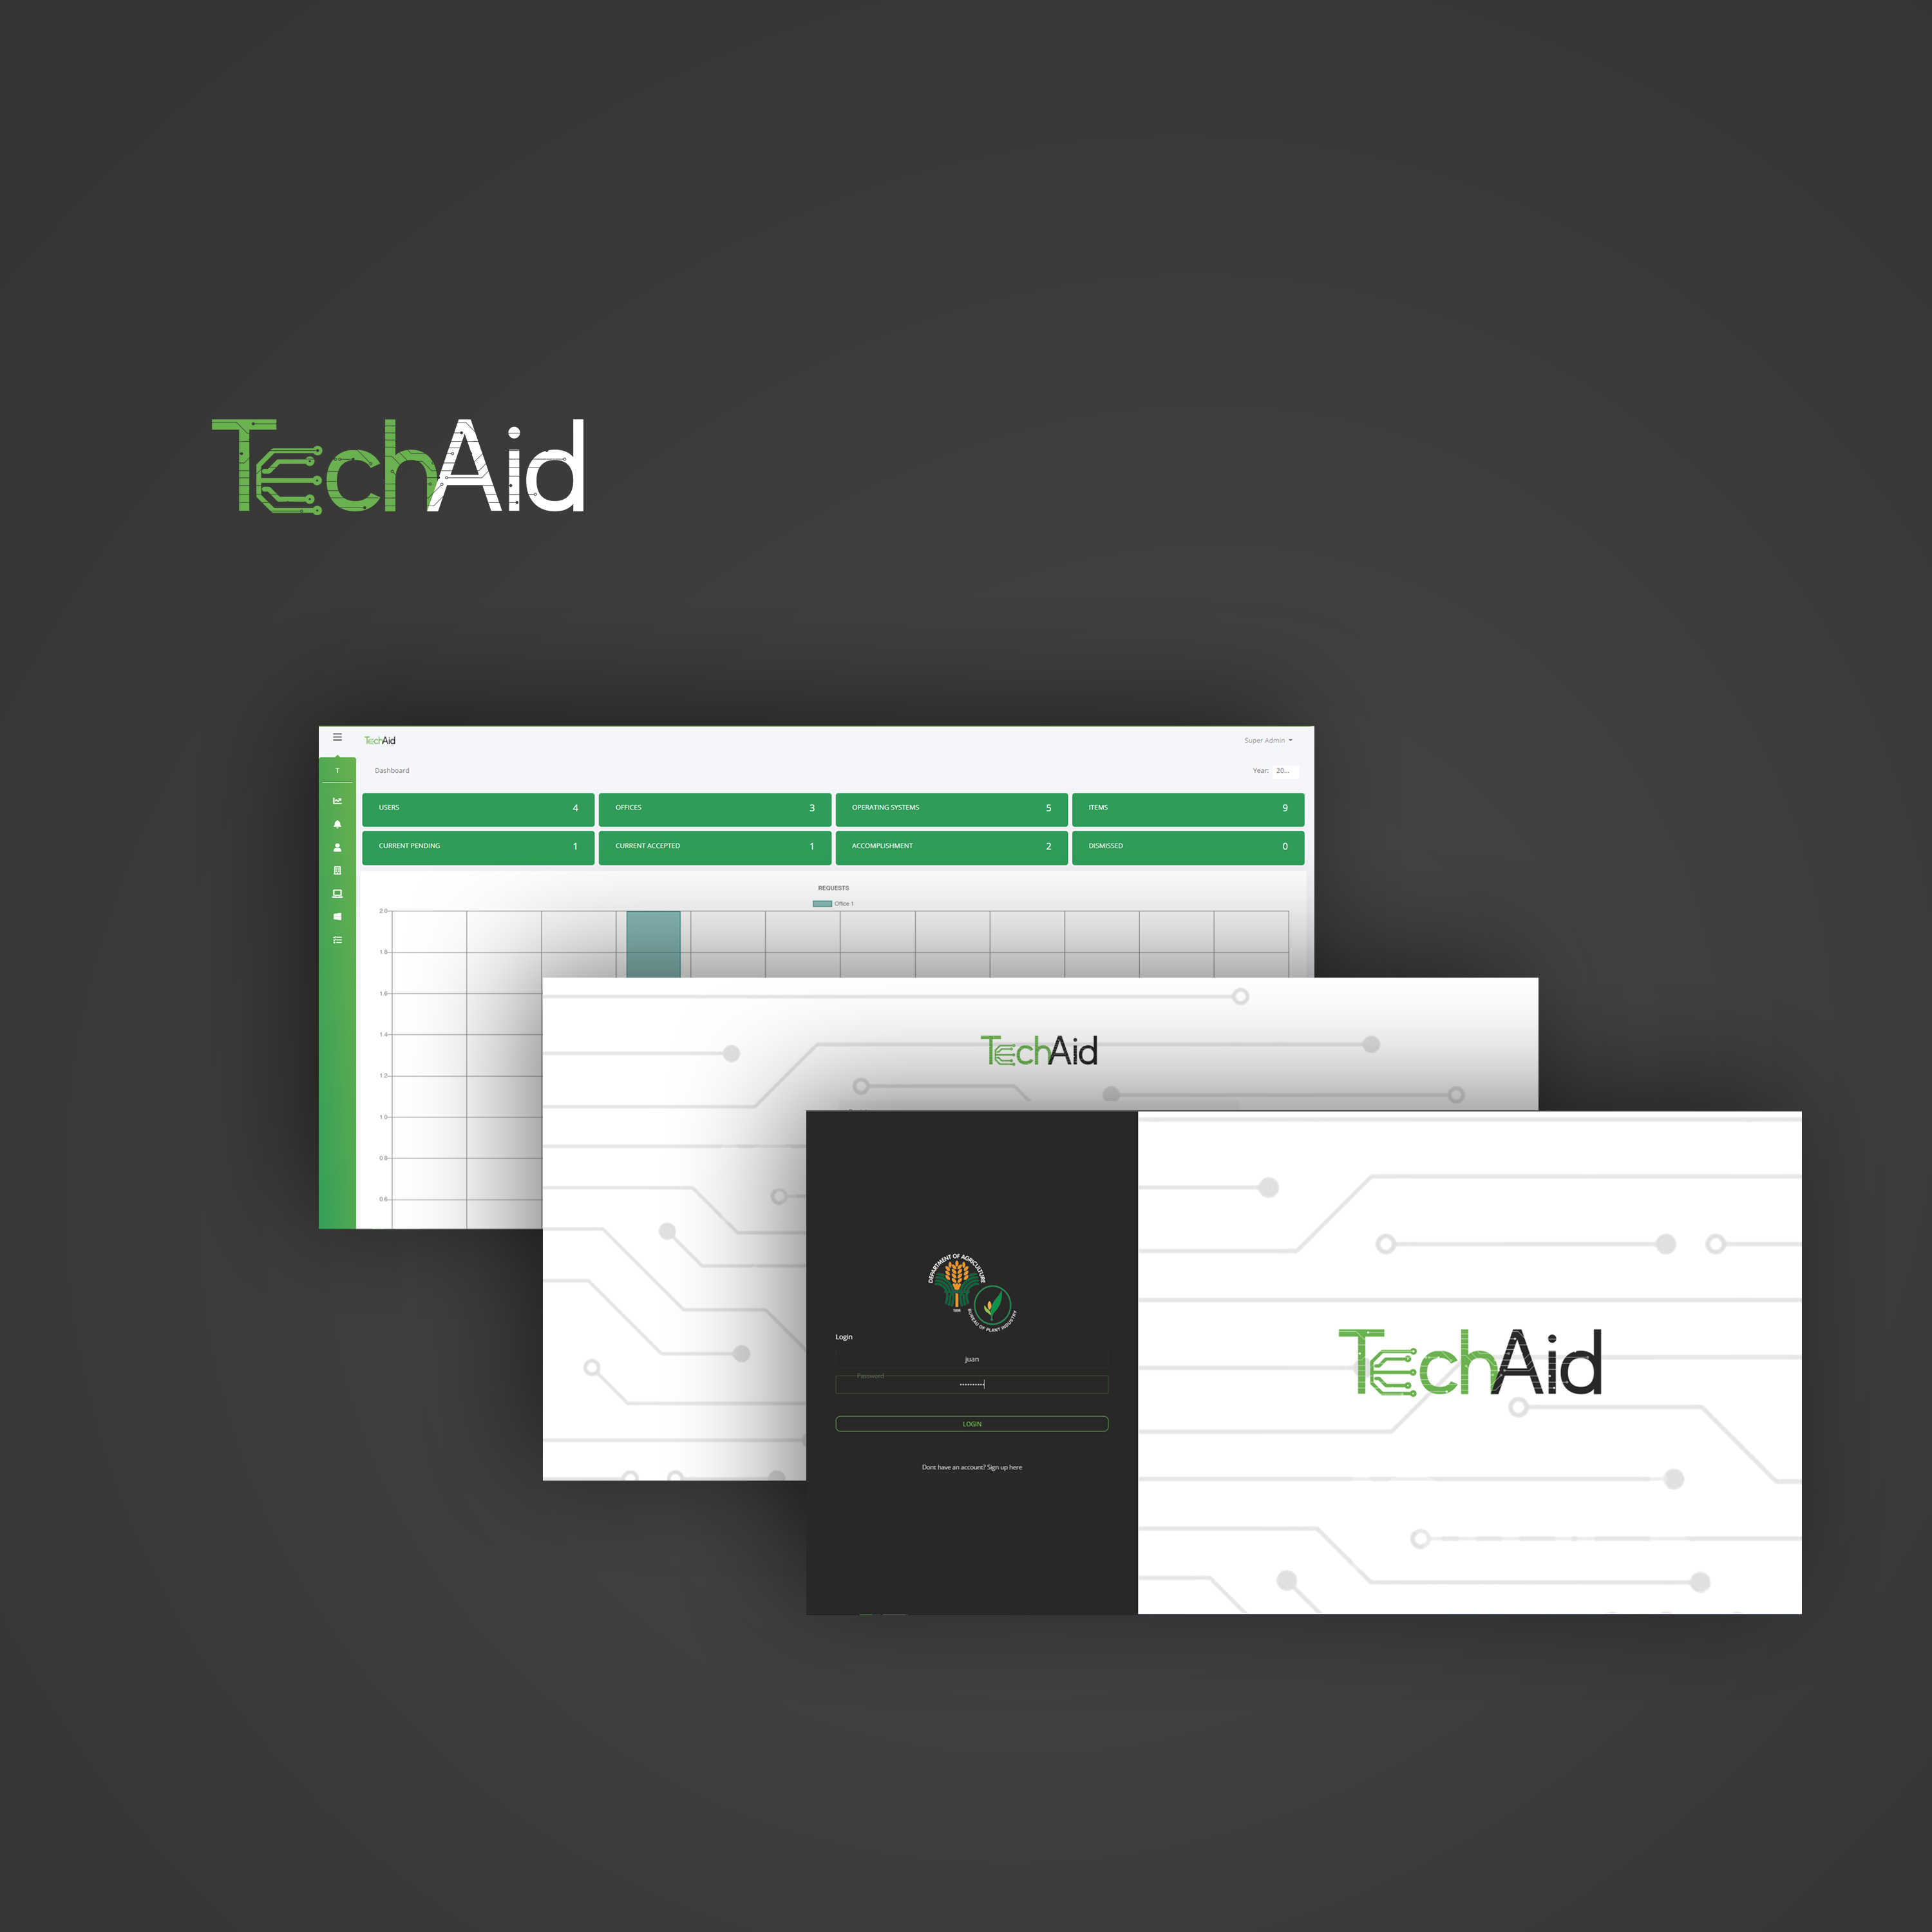 TechAid
TechAid
Super Admin
T
Dashboard
Year: 20...
USERS 4
OFFICES 3
OPERATING SYSTEMS 5
ITEMS 9
CURRENT PENDING 1
CURRENT ACCEPTED 1
ACCOMPLISHMENT 2
DISMISSED 0
REQUESTS
Office 1
2.0
1.8
1.6
1.4
1.2
1.0
0.8
0.6
TechAid
DEPARTMENT OF AGRICULTURE
BUREAU OF PLANT INDUSTRY
Login
Juan
Password
LOGIN
Dont have an account? Sign up here
TechAid